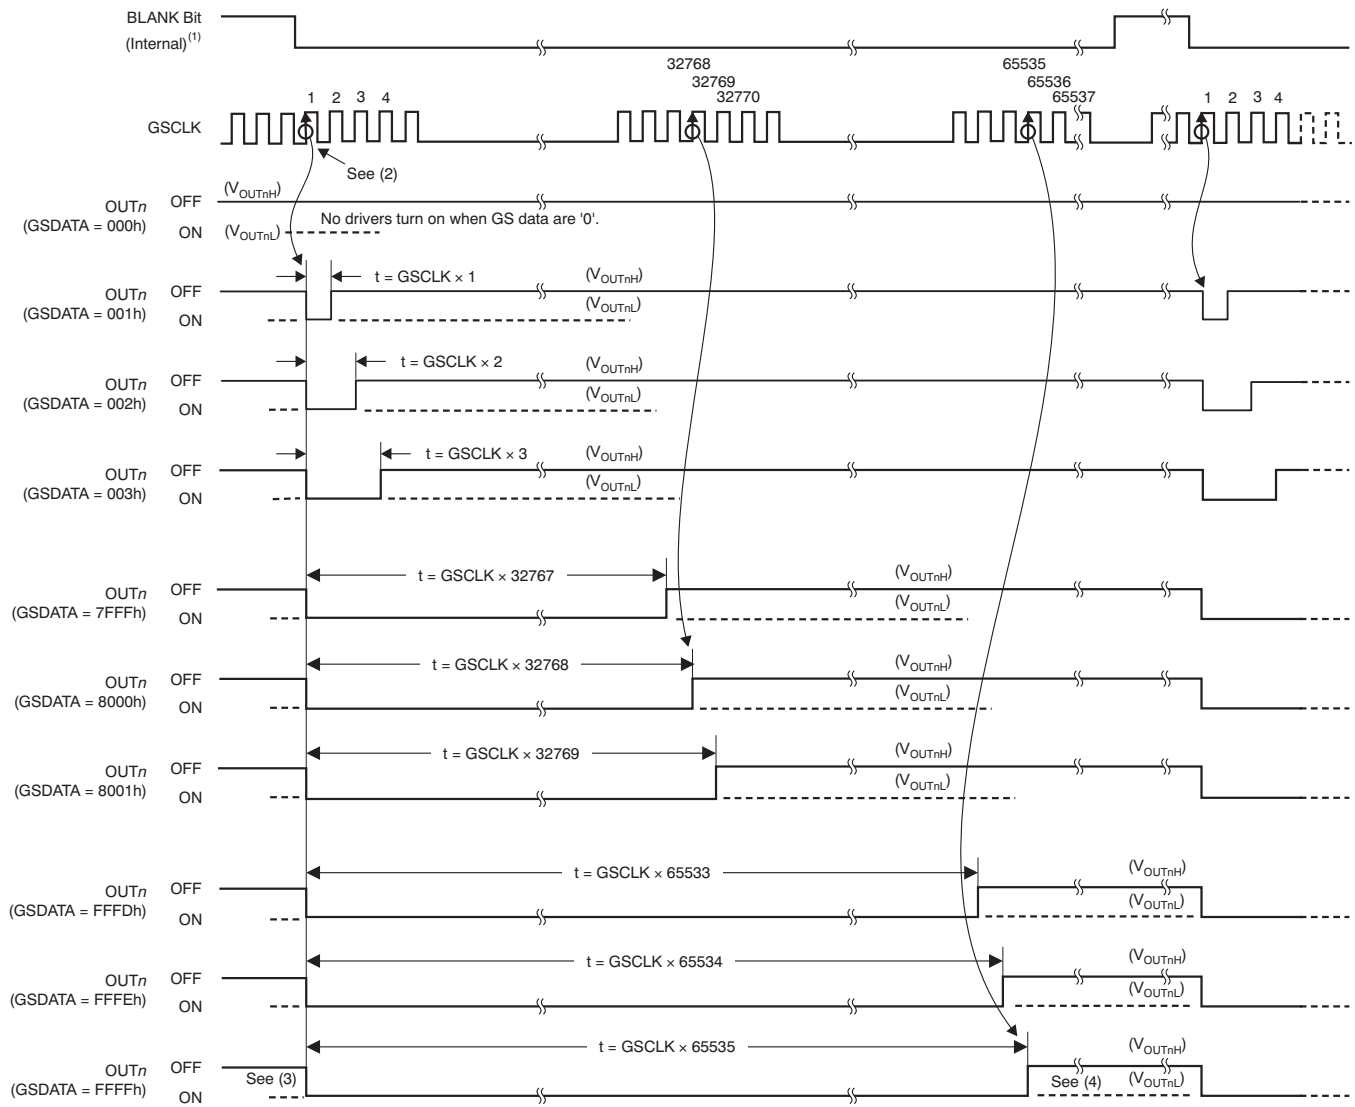 BLANK Bit
(Internal)(1)
32768
65535
32769
65536
1 2 3 4
32770
65537
1 2 3 4
GSCLK
See (2)
(VOUTnH)
OUTn
OFF
(GSDATA = 000h)
No drivers turn on when GS data are '0'.
ON
(VOUTnL)
t = GSCLK × 1
(VOUTnH)
OUTn
OFF
(GSDATA = 001h)
(VOUTnL)
ON
t = GSCLK × 2
(VOUTnH)
OUTn
OFF
(GSDATA = 002h)
(VOUTnL)
ON
t = GSCLK × 3
(VOUTnH)
OUTn
OFF
(GSDATA = 003h)
(VOUTnL)
ON
t = GSCLK × 32767
(VOUTnH)
OUTn
OFF
(GSDATA = 7FFFh)
(VOUTnL)
ON
t = GSCLK × 32768
(VOUTnH)
OUTn
OFF
(GSDATA = 8000h)
(VOUTnL)
ON
t = GSCLK × 32769
(VOUTnH)
OUTn
OFF
(GSDATA = 8001h)
(VOUTnL)
ON
t = GSCLK × 65533
(VOUTnH)
OUTn
OFF
(GSDATA = FFFDh)
(VOUTnL)
ON
t = GSCLK × 65534
(VOUTnH)
OUTn
OFF
(GSDATA = FFFEh)
(VOUTnL)
ON
t = GSCLK × 65535
(VOUTnH)
OUTn
OFF
See (3)
See (4)
(VOUTnL)
(GSDATA = FFFFh)
ON